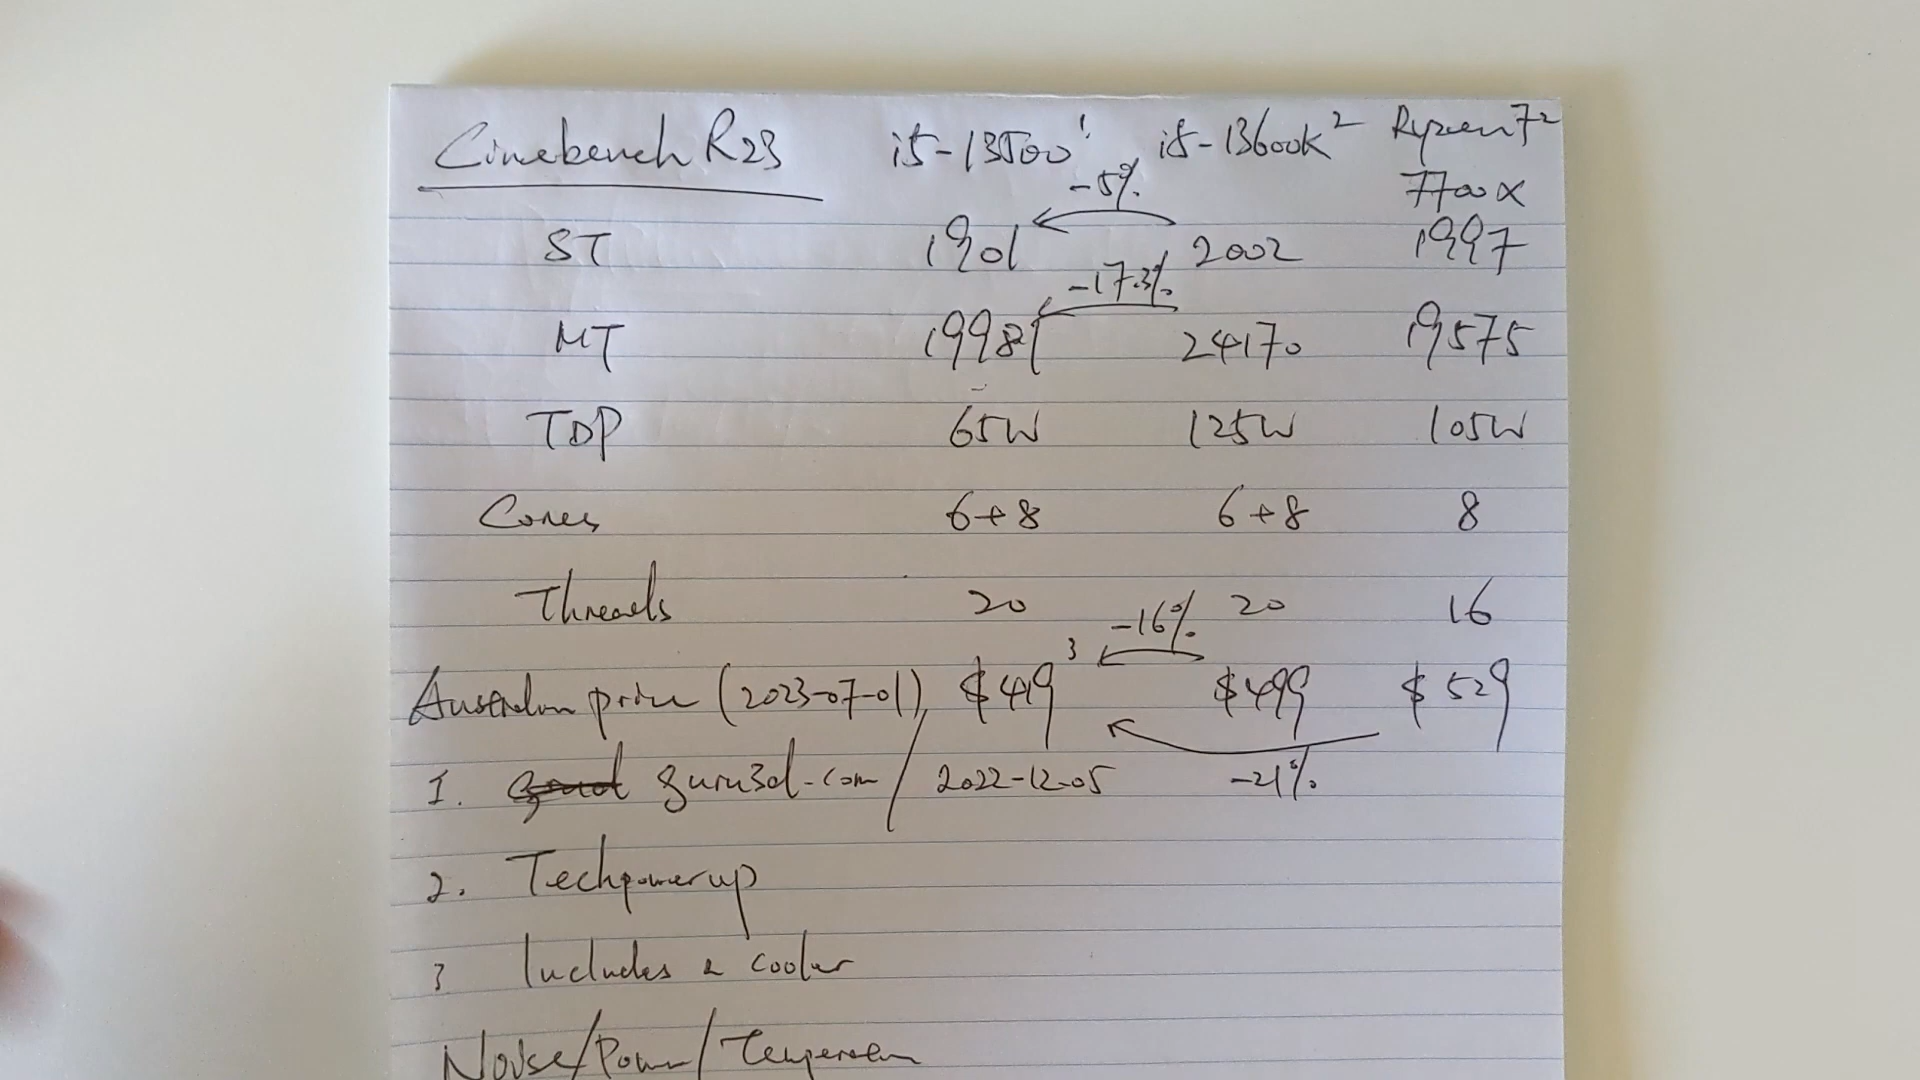 Cinebench R23 i5-13500¹ i5-13600K² Ryzen 7²
7700X
-5%
ST 1901 2002 1997
-17.3%
MT 19981 24170 19575
TDP 65W 125W 105W
Cores 6+8 6+8 8
Threads 20 20 16
-16%
Australian price (2023-07-01) $419³ $499 $529
1. guru3d.com / 2022-12-05 -21%
2. Techpowerup
3 Includes a cooler
Noise/Power/Temperature